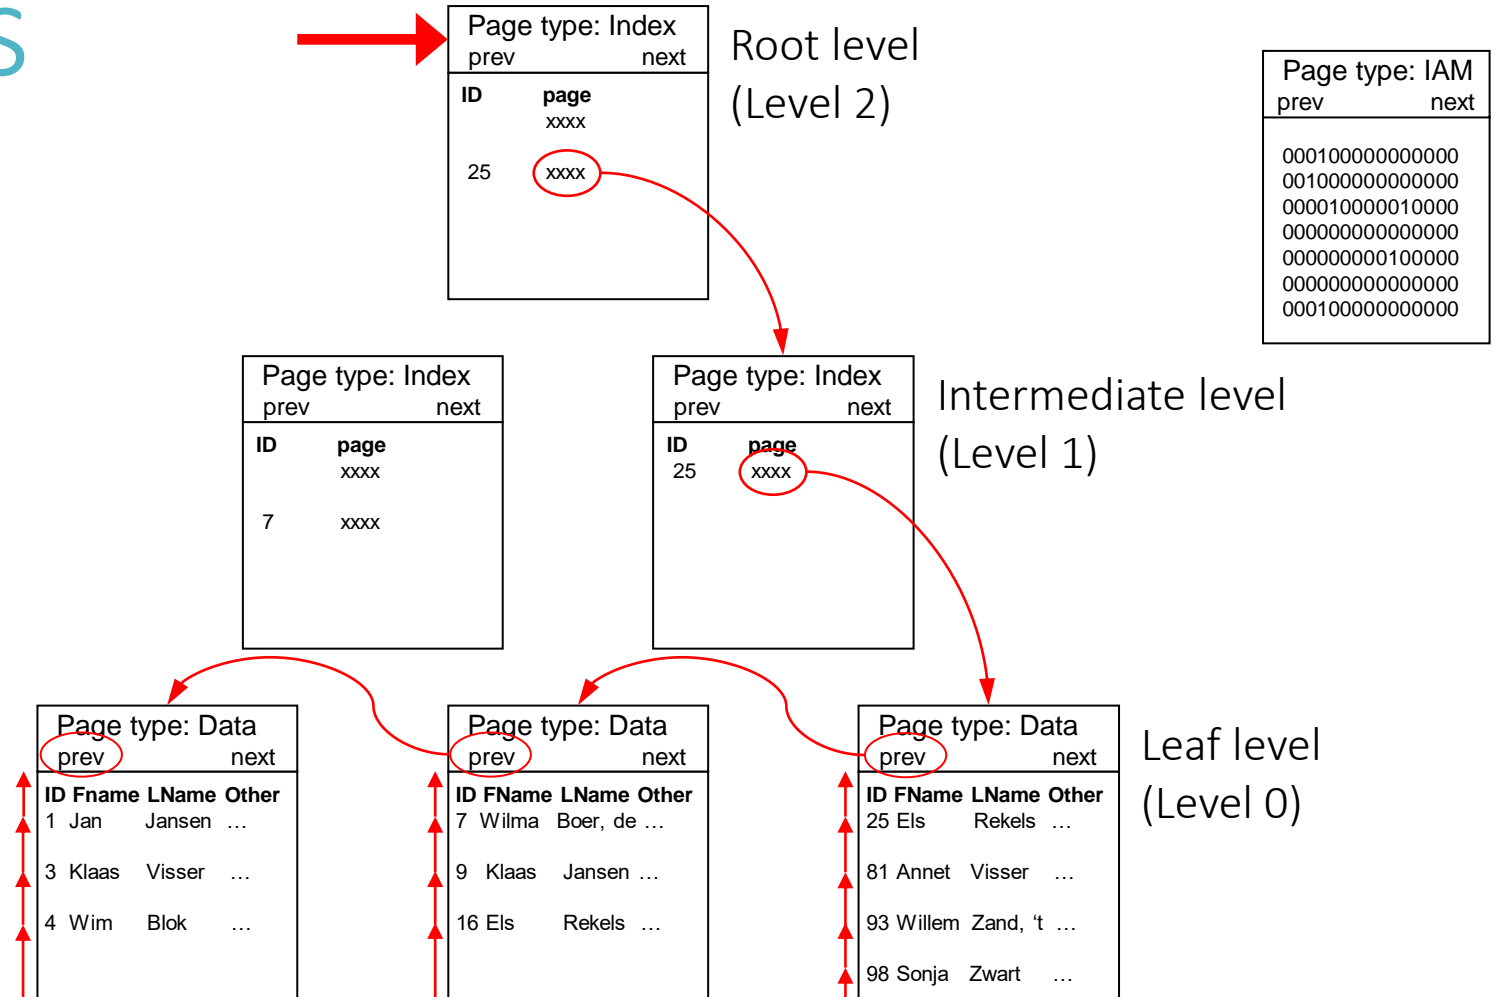 S
Page type: Index
prev next
ID page
xxxx
25 xxxx
Root level
(Level 2)
Page type: IAM
prev next
000100000000000
001000000000000
000010000010000
000000000000000
000000000100000
000000000000000
000100000000000
Page type: Index
prev next
ID page
xxxx
7 xxxx
Page type: Index
prev next
ID page
25 xxxx
Intermediate level
(Level 1)
Page type: Data
prev next
ID Fname LName Other
1 Jan Jansen …
3 Klaas Visser …
4 Wim Blok …
Page type: Data
prev next
ID FName LName Other
7 Wilma Boer, de …
9 Klaas Jansen …
16 Els Rekels …
Page type: Data
prev next
ID FName LName Other
25 Els Rekels …
81 Annet Visser …
93 Willem Zand, ‘t …
98 Sonja Zwart …
Leaf level
(Level 0)